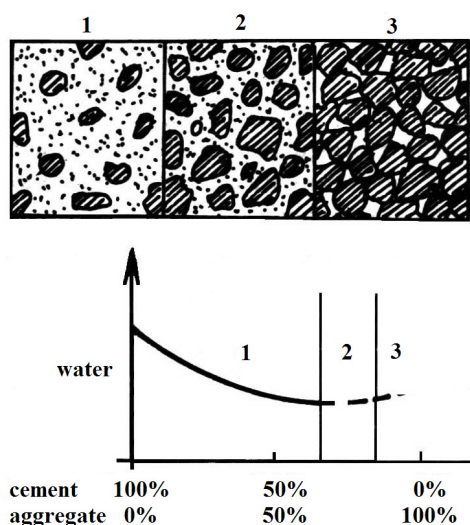 1 2 3
water
1 2 3
cement 100% 50% 0%
aggregate 0% 50% 100%